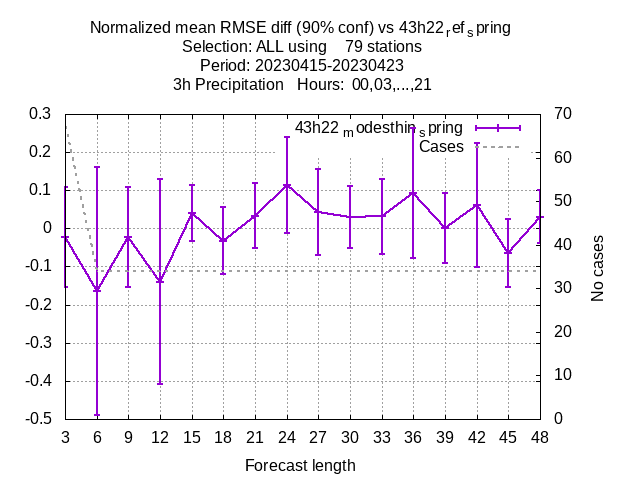 Normalized mean RMSE diff (90% conf) vs 43h22refspring
Selection: ALL using 79 stations
Period: 20230415-20230423
3h Precipitation Hours: 00,03,...,21
43h22modesthinspring
Cases
0.3
0.2
0.1
0
-0.1
-0.2
-0.3
-0.4
-0.5
70
60
50
40
30
20
10
0
No cases
3 6 9 12 15 18 21 24 27 30 33 36 39 42 45 48
Forecast length